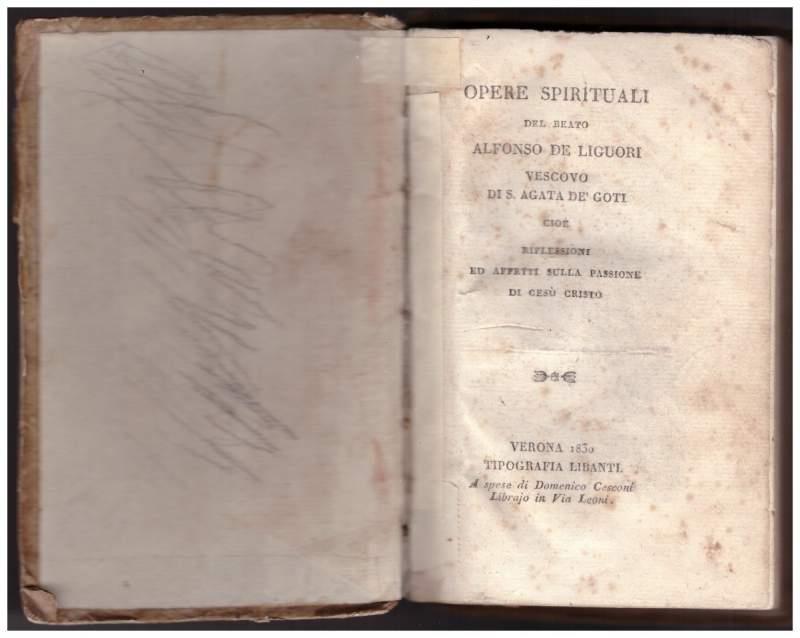 OPERE SPIRITUALI
DEL BEATO
ALFONSO DE LIGUORI
VESCOVO
DI S. AGATA DE' GOTI
CIOÈ
RIFLESSIONI
ED AFFETTI SULLA PASSIONE
DI GESÙ CRISTO
VERONA 1830
TIPOGRAFIA LIBANTI.
A spese di Domenico Cesconi
Librajo in Via Leoni.